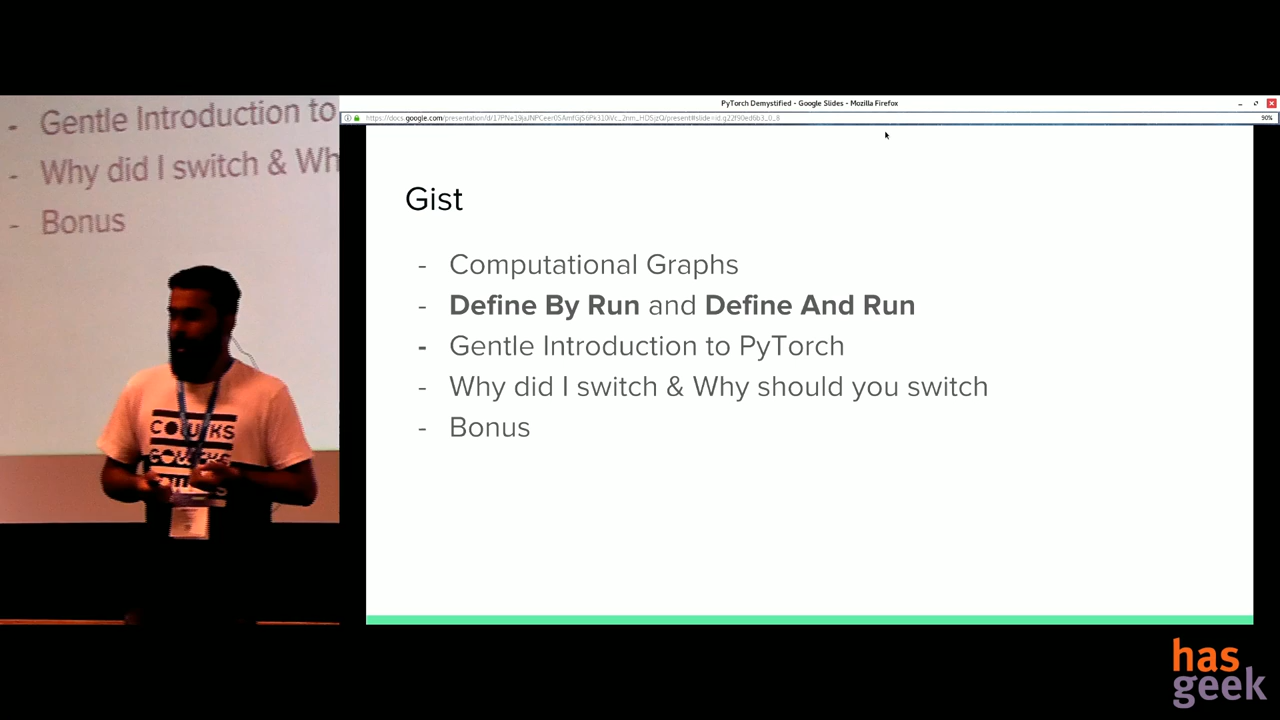 - Gentle Introduction to
- Why did I switch & Wh
- Bonus
COWRKS
PyTorch Demystified - Google Slides - Mozilla Firefox
90%
Gist
- Computational Graphs
- Define By Run and Define And Run
- Gentle Introduction to PyTorch
- Why did I switch & Why should you switch
- Bonus
has
geek